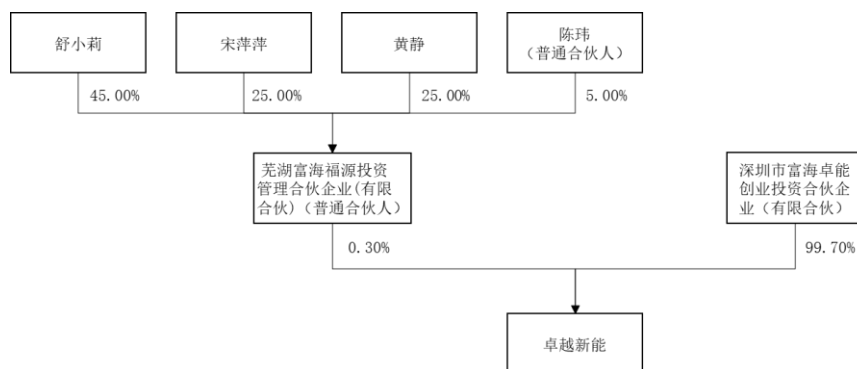 舒小莉
宋萍萍
黄静
陈玮
（普通合伙人）
45.00%
25.00%
25.00%
5.00%
芜湖富海福源投资
管理合伙企业(有限
合伙)（普通合伙人）
深圳市富海卓能
创业投资合伙企
业（有限合伙）
0.30%
99.70%
卓越新能